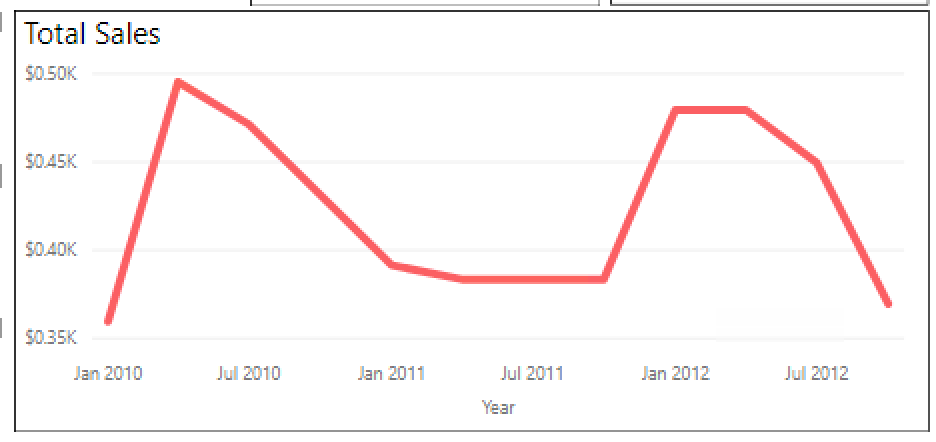 Total Sales
$0.50K
$0.45K
$0.40K
$0.35K
Jan 2010 Jul 2010 Jan 2011 Jul 2011 Jan 2012 Jul 2012
Year